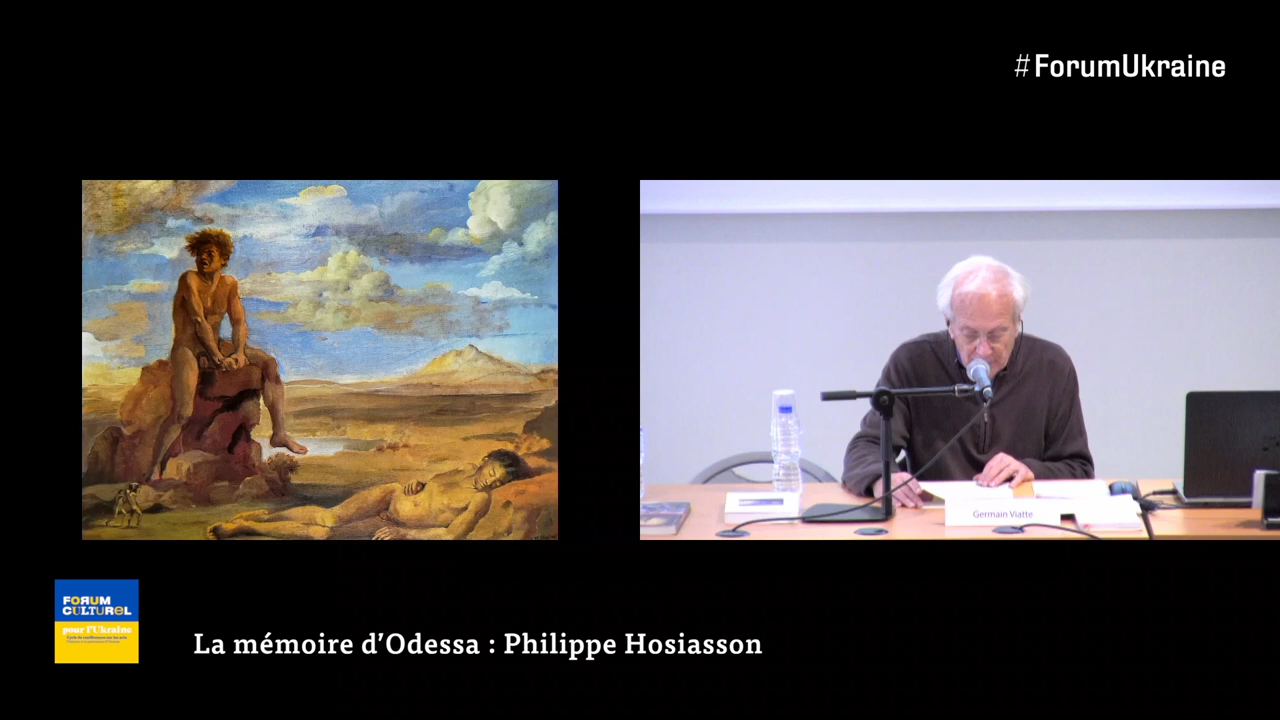 #ForumUkraine
Germain Viatte
FORUM
CULTUREL
pour l'Ukraine
La mémoire d'Odessa : Philippe Hosiasson